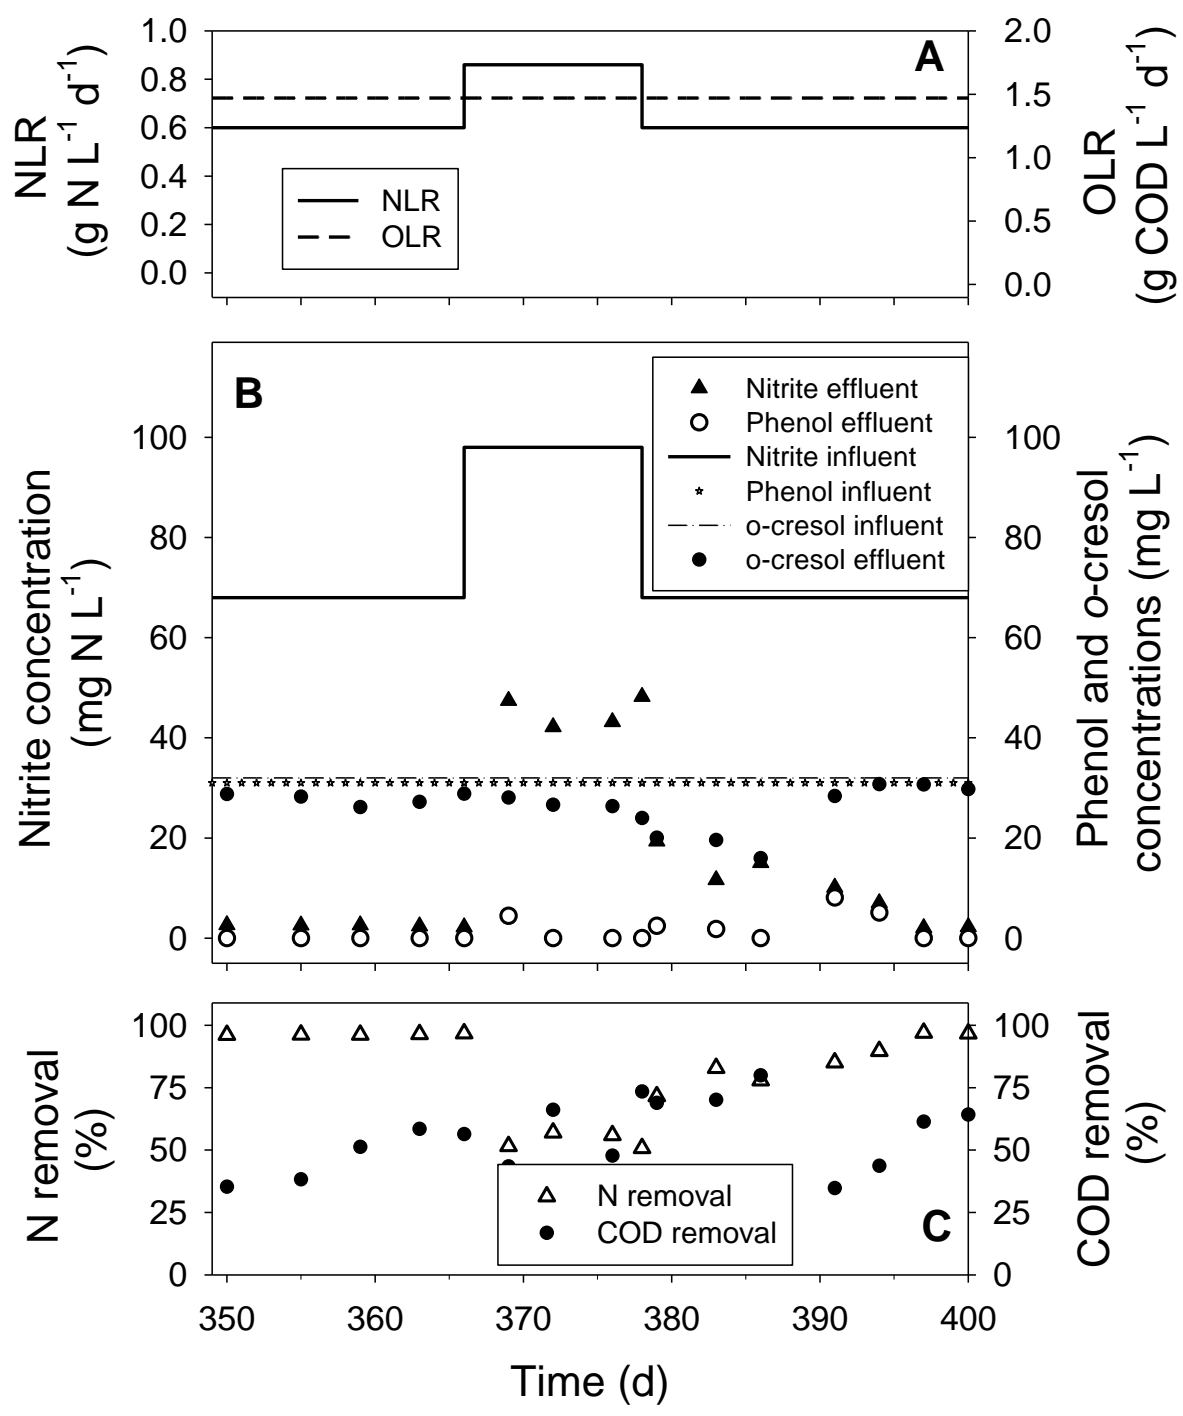 NLR
(g N L-1 d-1)
1.0
0.8
0.6
0.4
0.2
0.0
A
NLR
OLR
2.0
1.5
1.0
0.5
0.0
OLR
(g COD L-1 d-1)
Nitrite concentration
(mg N L-1)
100
80
60
40
20
0
B
Nitrite effluent
Phenol effluent
Nitrite influent
Phenol influent
o-cresol influent
o-cresol effluent
100
80
60
40
20
0
Phenol and o-cresol
concentrations (mg L-1)
N removal
(%)
100
75
50
25
0
N removal
COD removal
C
100
75
50
25
0
COD removal
(%)
350 360 370 380 390 400
Time (d)